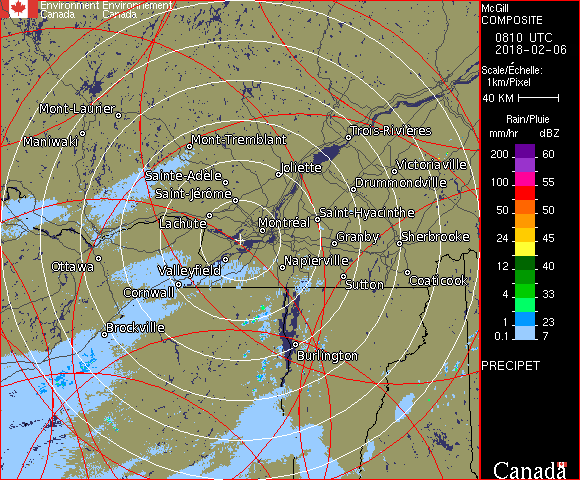 Environment Environnement
Canada Canada
McGill
COMPOSITE
0810 UTC
2018-02-06
Scale/Échelle:
1km/Pixel
40 KM
Rain/Pluie
mm/hr dBZ
200 60
100 55
50 50
24 45
12 40
4 33
1 23
0.1 7
PRECIPET
Canada
Mont-Laurier
Maniwaki
Mont-Tremblant
Trois-Rivières
Sainte-Adèle
Joliette
Victoriaville
Saint-Jérôme
Drummondville
Lachute
Montréal
Saint-Hyacinthe
Granby
Sherbrooke
Ottawa
Valleyfield
Napierville
Cornwall
Sutton
Coaticook
Brockville
Burlington